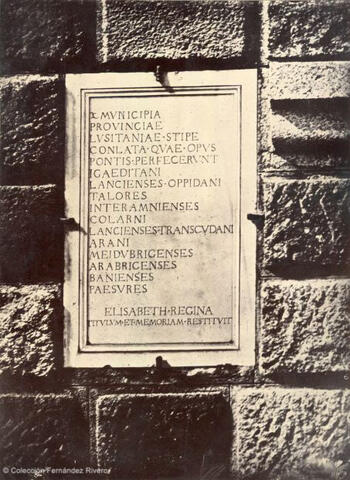 MVNICIPIA
PROVINCIAE
LVSITANIAE·STIPE
CONLATA·QVAE·OPVS
PONTIS·PERFECERVNT
IGAEDITANI
LANCIENSES·OPPIDANI
TALORES
INTERAMNIENSES
COLARNI
LANCIENSES·TRANSCVDANI
ARANI
MEIDVBRIGENSES
ARABRIGENSES
BANIENSES
PAESVRES
ELISABETH·REGINA
TITVLVM·ET·MEMORIAM·RESTITVIT
© Colección Fernández Rivero